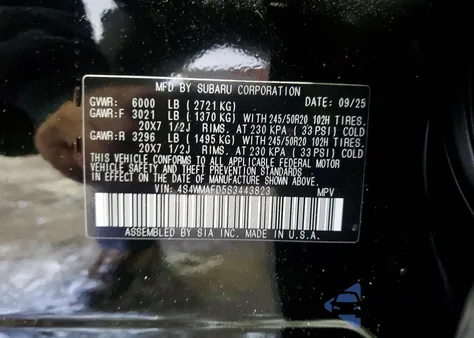 MFD BY SUBARU CORPORATION
GVWR: 6000 LB (2721 KG) DATE: 09/25
GAWR:F 3021 LB (1370 KG) WITH 245/50R20 102H TIRES.
20X7 1/2J RIMS, AT 230 KPA ( 33 PSI) COLD
GAWR:R 3296 LB (1495 KG) WITH 245/50R20 102H TIRES.
20X7 1/2J RIMS, AT 230 KPA ( 33 PSI) COLD
THIS VEHICLE CONFORMS TO ALL APPLICABLE FEDERAL MOTOR
VEHICLE SAFETY AND THEFT PREVENTION STANDARDS
IN EFFECT ON THE DATE OF MANUFACTURE SHOWN ABOVE.
VIN: 4S4WMAFD5S3443823 MPV
ASSEMBLED BY SIA INC. MADE IN U.S.A.